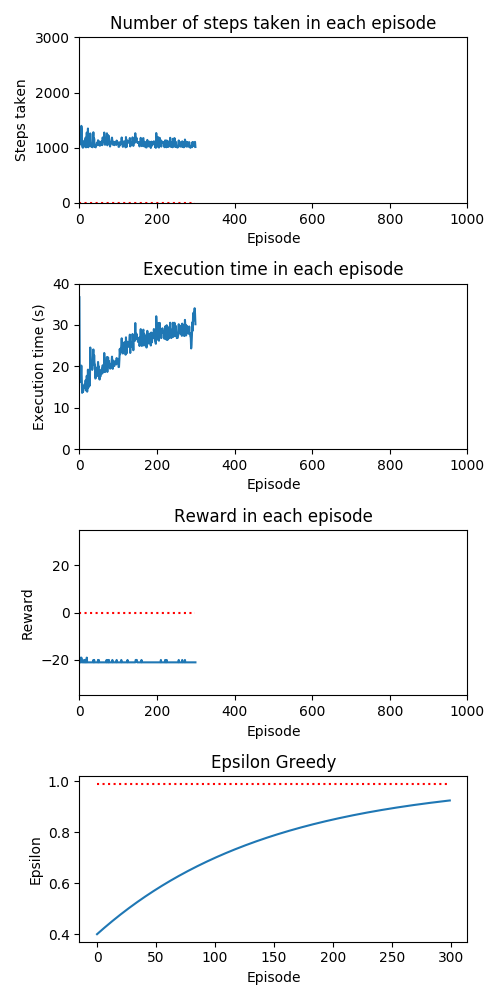 Number of steps taken in each episode
3000
2000
1000
0
Steps taken
0 200 400 600 800 1000
Episode
Execution time in each episode
40
30
20
10
0
Execution time (s)
0 200 400 600 800 1000
Episode
Reward in each episode
20
0
−20
Reward
0 200 400 600 800 1000
Episode
Epsilon Greedy
1.0
0.8
0.6
0.4
Epsilon
0 50 100 150 200 250 300
Episode